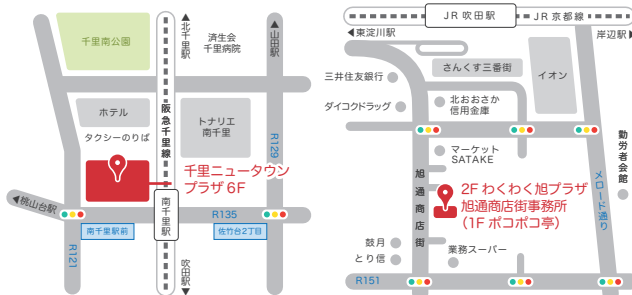 千里南公園
▲北千里駅
済生会
千里病院
▲山田駅
ホテル
タクシーのりば
阪急千里線
トナリエ
南千里
R129
千里ニュータウン
プラザ 6F
◀桃山台駅
南千里駅
R135
南千里駅前
佐竹台2丁目
R121
吹田駅▼
JR 吹田駅
JR 京都線
◀東淀川駅
岸辺駅▶
さんくす三番街
イオン
三井住友銀行
ダイコクドラッグ
北おおさか
信用金庫
マーケット
SATAKE
旭通商店街
2F わくわく旭プラザ
旭通商店街事務所
(1F ポコポコ亭)
メロード通り
勤労者会館
鼓月
とり信
業務スーパー
R151